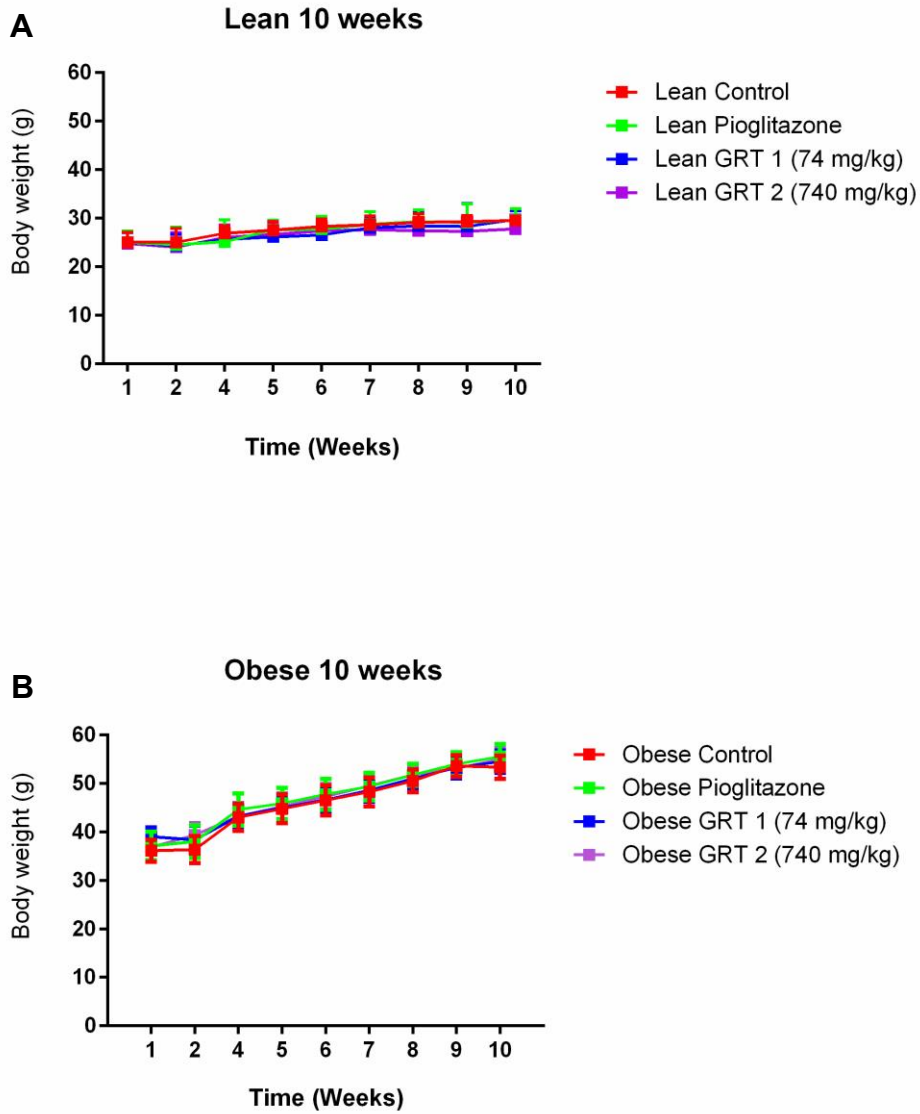 A
Lean 10 weeks
60
50
40
30
20
10
0
Body weight (g)
1 2 4 5 6 7 8 9 10
Time (Weeks)
Lean Control
Lean Pioglitazone
Lean GRT 1 (74 mg/kg)
Lean GRT 2 (740 mg/kg)
B
Obese 10 weeks
60
50
40
30
20
10
0
Body weight (g)
1 2 4 5 6 7 8 9 10
Time (Weeks)
Obese Control
Obese Pioglitazone
Obese GRT 1 (74 mg/kg)
Obese GRT 2 (740 mg/kg)